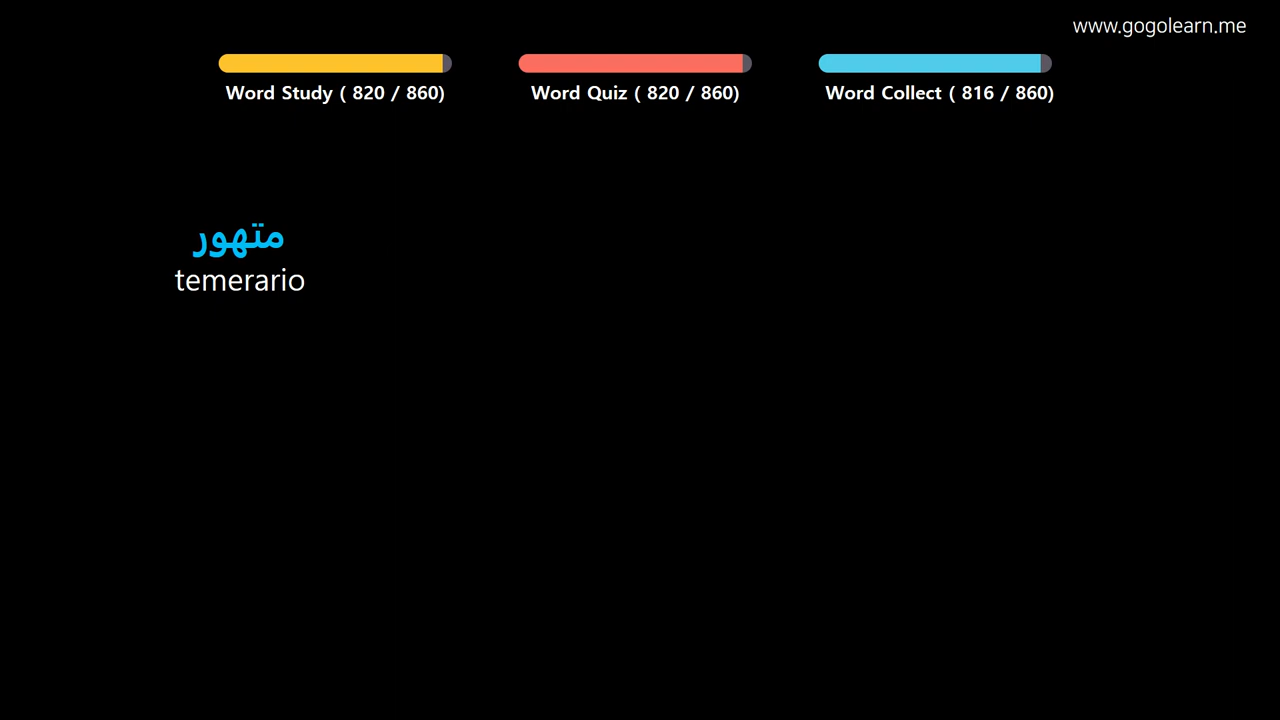 www.gogolearn.me
Word Study ( 820 / 860)
Word Quiz ( 820 / 860)
Word Collect ( 816 / 860)
متهور
temerario